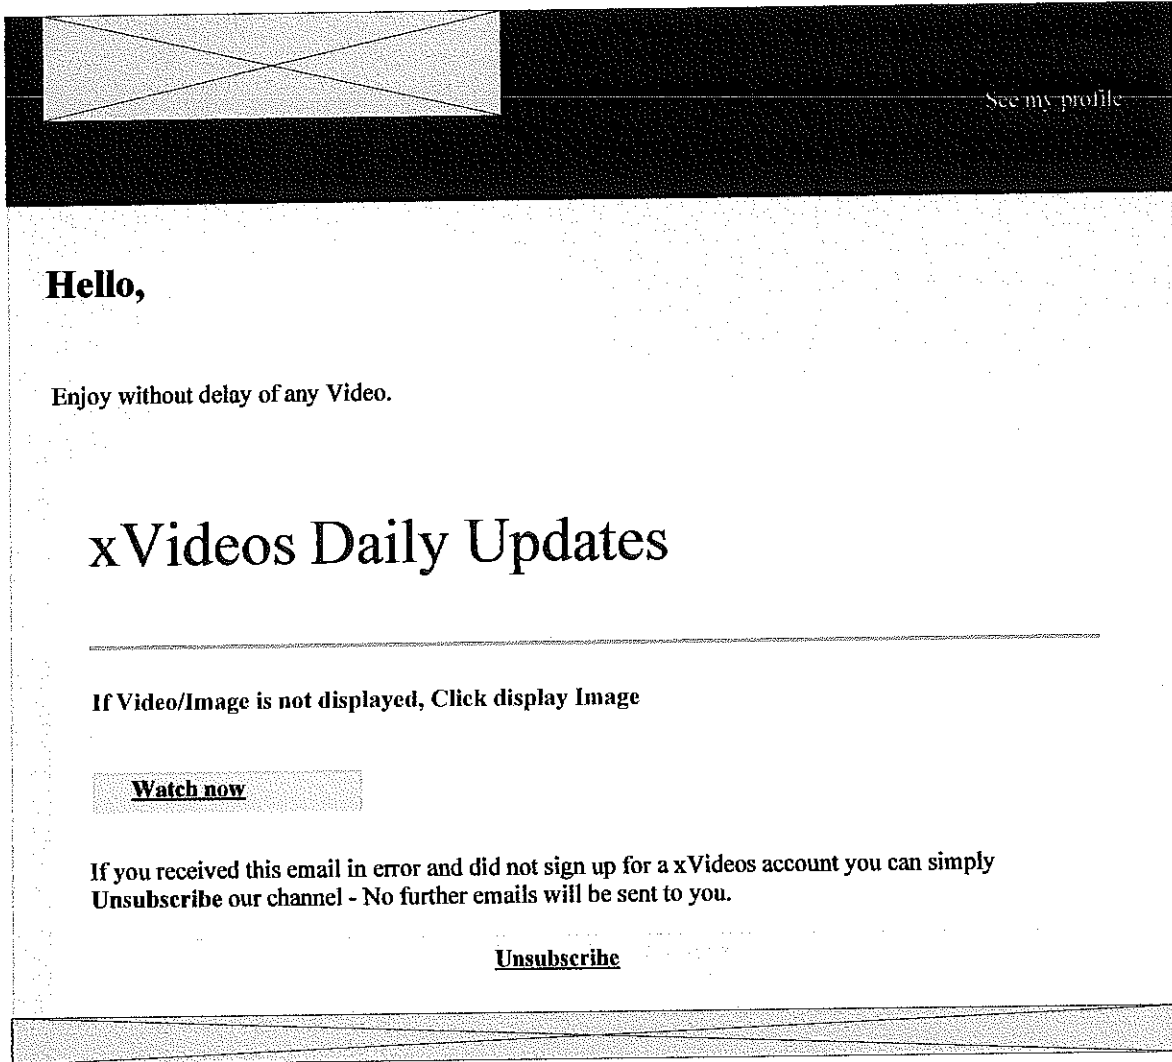 See my profile
Hello,
Enjoy without delay of any Video.
xVideos Daily Updates
If Video/Image is not displayed, Click display Image
Watch now
If you received this email in error and did not sign up for a xVideos account you can simply
Unsubscribe our channel - No further emails will be sent to you.
Unsubscribe